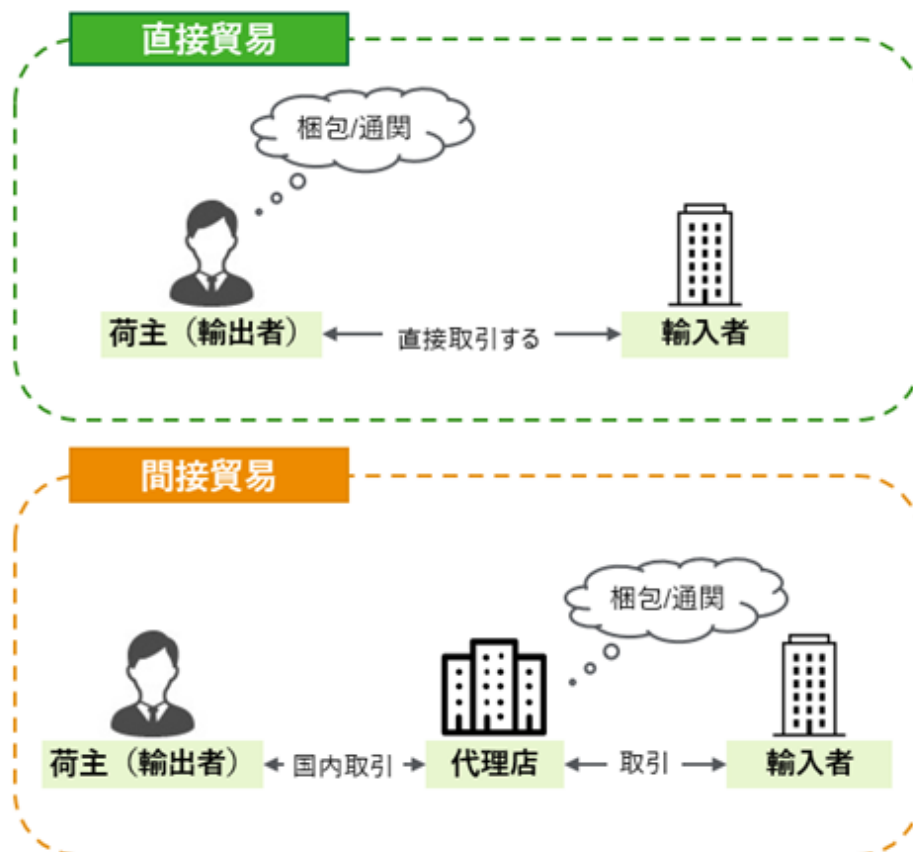 直接貿易
梱包/通関
荷主（輸出者）
直接取引する
輸入者
間接貿易
梱包/通関
荷主（輸出者）
国内取引
代理店
取引
輸入者